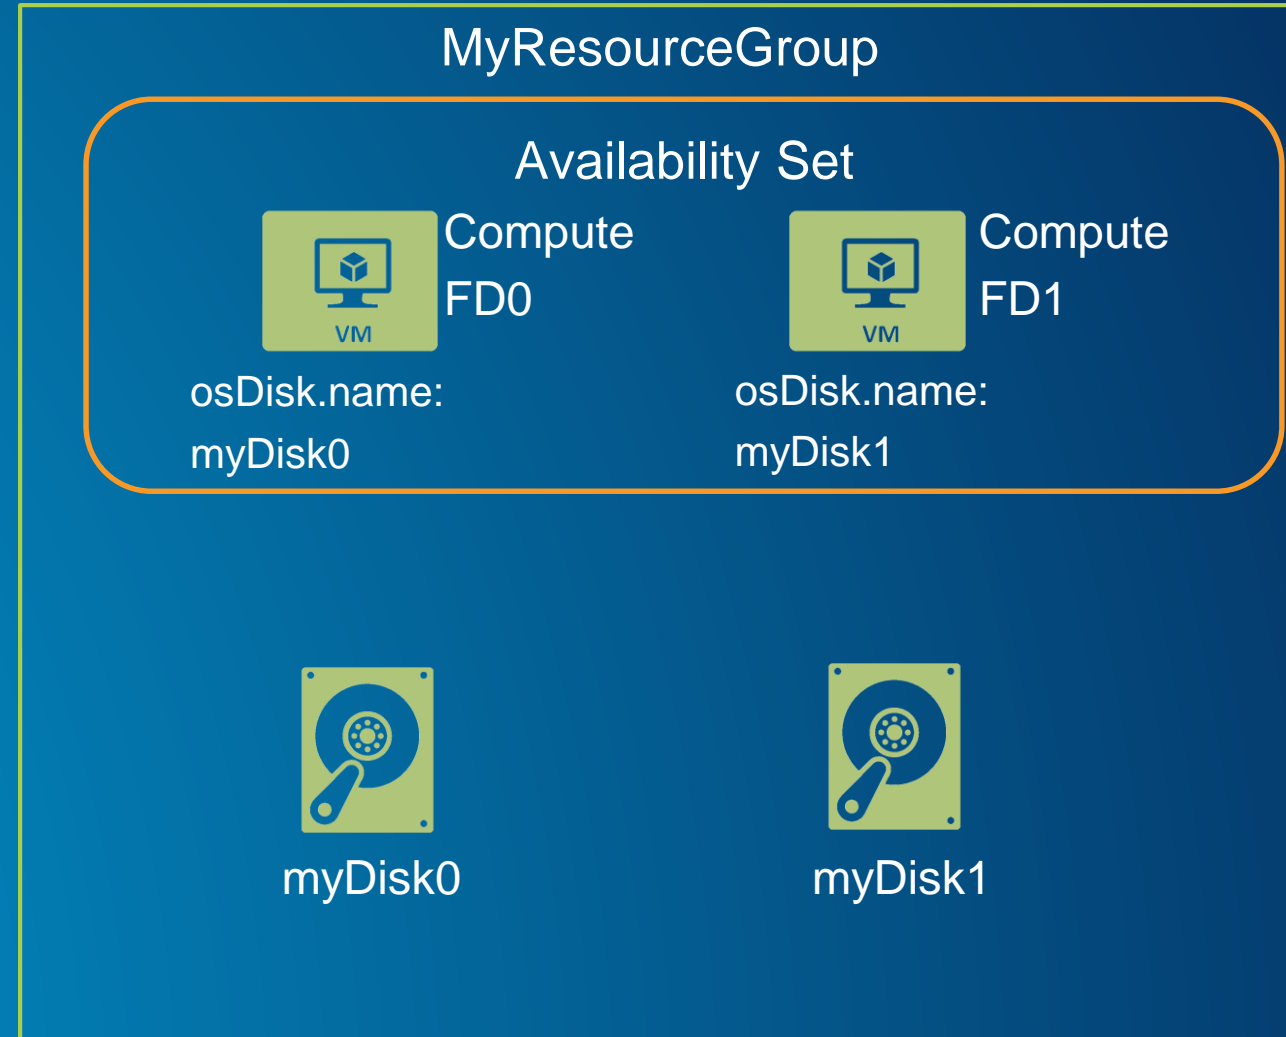 MyResourceGroup
Availability Set
Compute
FD0
VM
osDisk.name:
myDisk0
Compute
FD1
VM
osDisk.name:
myDisk1
myDisk0
myDisk1